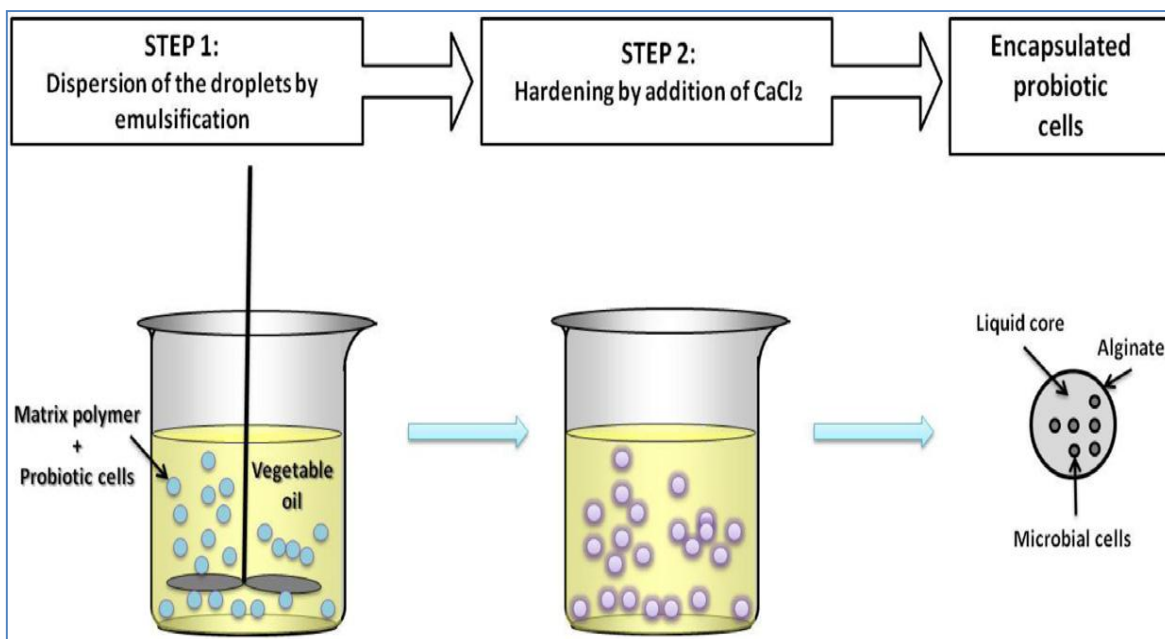 STEP 1:
Dispersion of the droplets by
emulsification
STEP 2:
Hardening by addition of CaCl₂
Encapsulated
probiotic
cells
Matrix polymer
+
Probiotic cells
Vegetable
oil
Liquid core
Alginate
Microbial cells